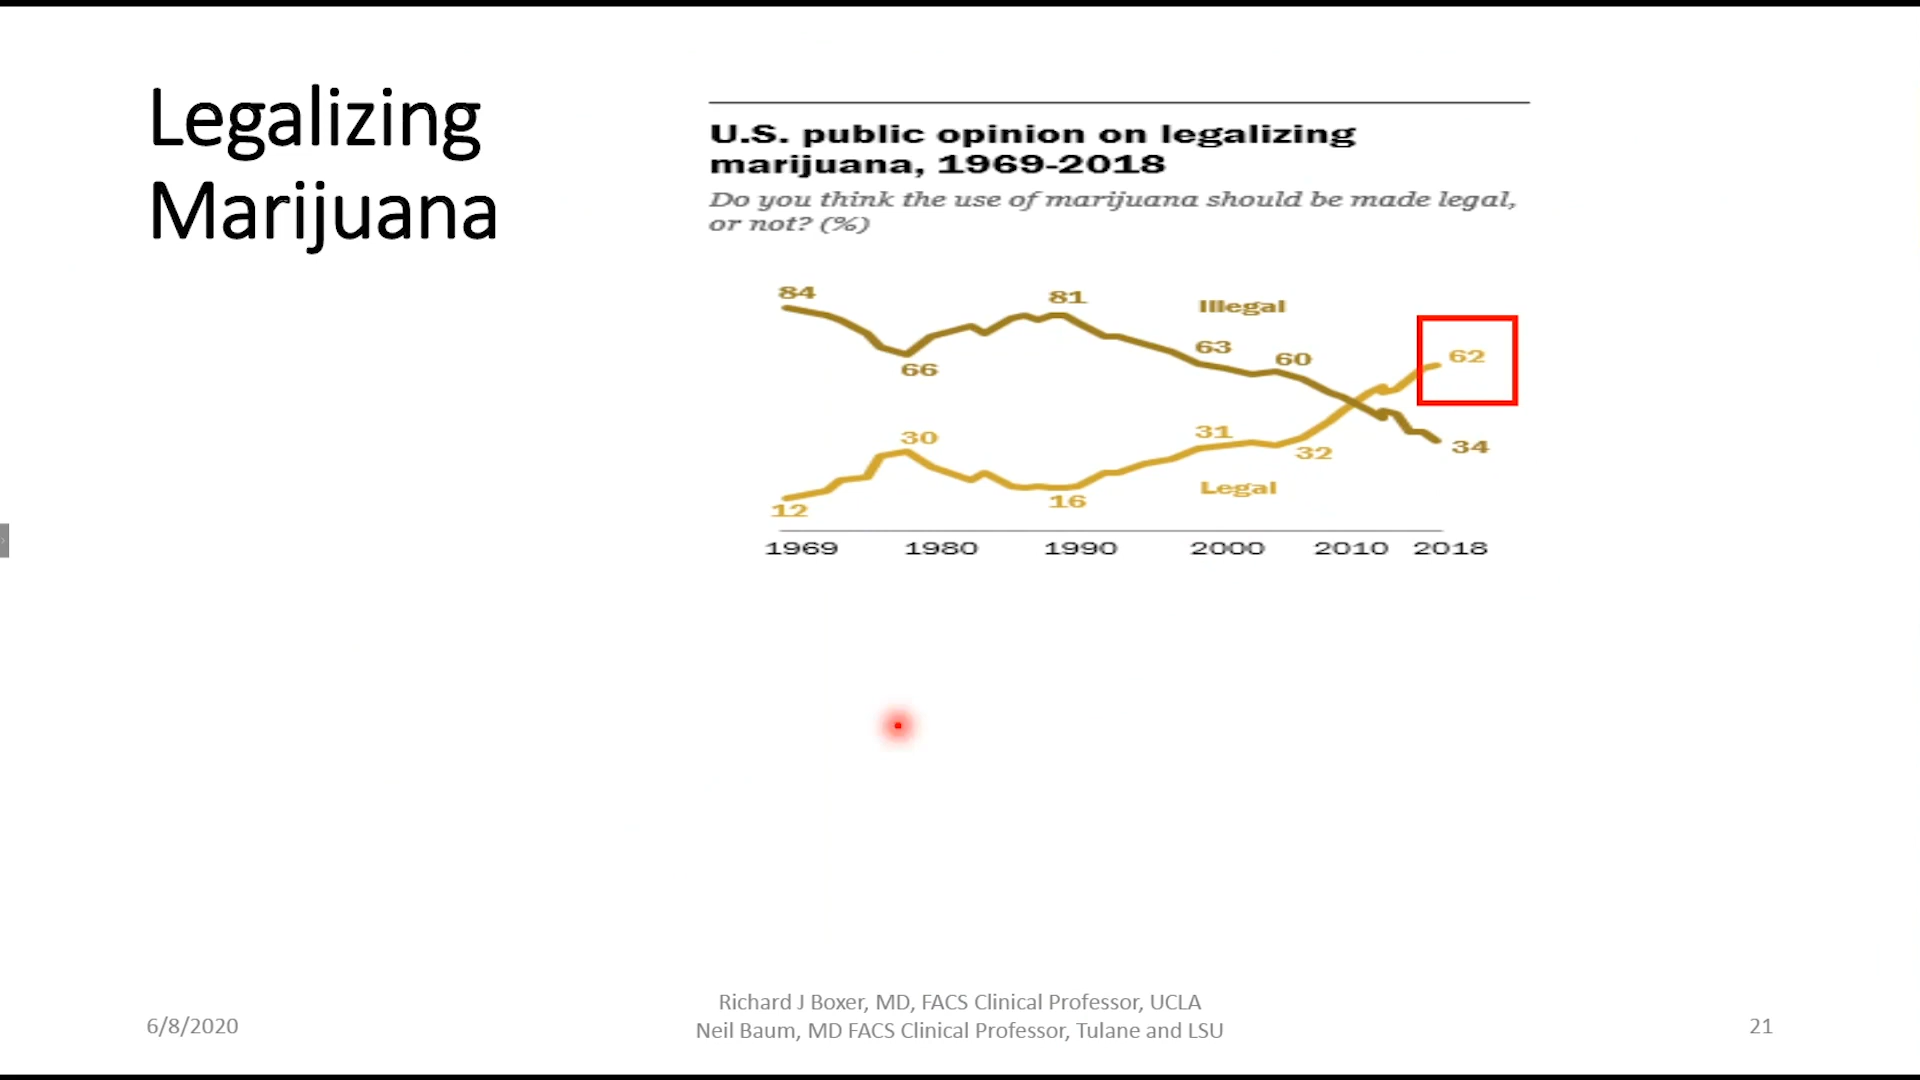 Legalizing
Marijuana
U.S. public opinion on legalizing
marijuana, 1969-2018
Do you think the use of marijuana should be made legal,
or not? (%)
84
81
Illegal
63
60
62
66
30
31
32
34
Legal
16
12
1969 1980 1990 2000 2010 2018
Richard J Boxer, MD, FACS Clinical Professor, UCLA
Neil Baum, MD FACS Clinical Professor, Tulane and LSU
6/8/2020
21